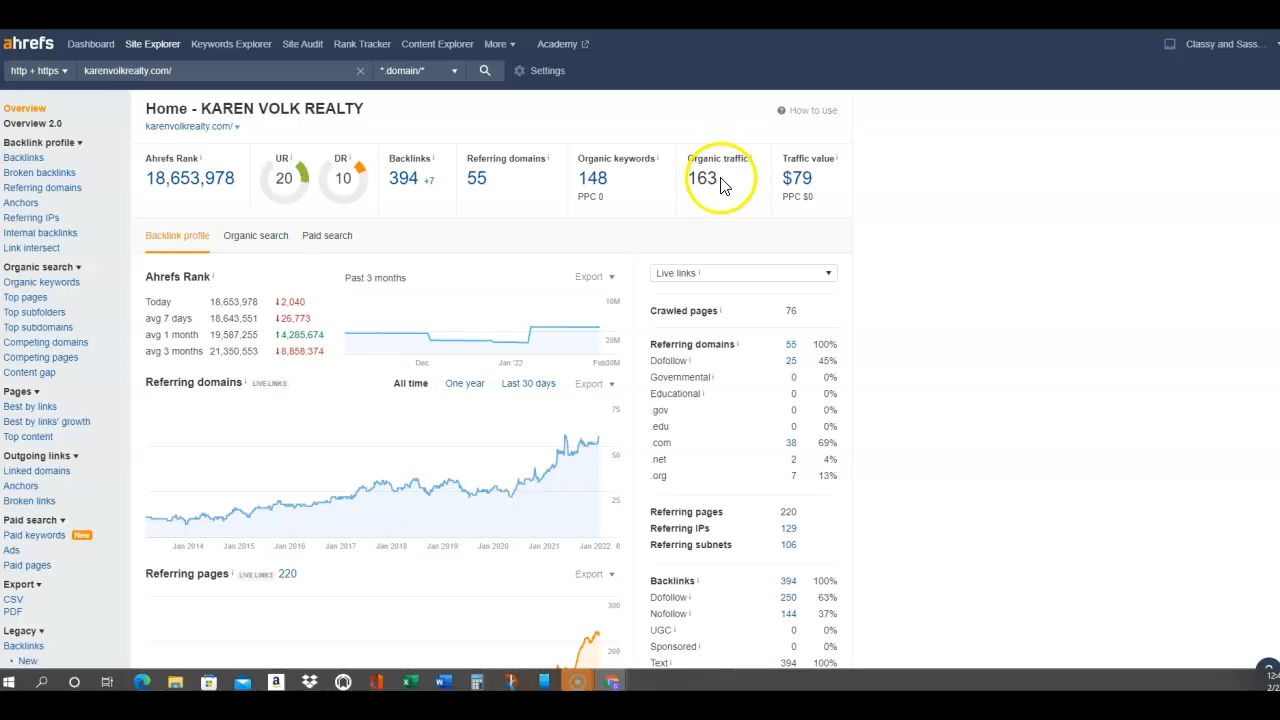 ahrefs Dashboard Site Explorer Keywords Explorer Site Audit Rank Tracker Content Explorer More Academy Classy and Sass...
http + https karenvolkrealty.com/ *.domain/* Settings
Overview
Overview 2.0
Backlink profile
Backlinks
Broken backlinks
Referring domains
Anchors
Referring IPs
Internal backlinks
Link intersect
Organic search
Organic keywords
Top pages
Top subfolders
Top subdomains
Competing domains
Competing pages
Content gap
Pages
Best by links
Best by links' growth
Top content
Outgoing links
Linked domains
Anchors
Broken links
Paid search
Paid keywords New
Ads
Paid pages
Export
CSV
PDF
Legacy
Backlinks
• New
Home - KAREN VOLK REALTY
How to use
karenvolkrealty.com/
Ahrefs Rank UR DR Backlinks Referring domains Organic keywords Organic traffic Traffic value
18,653,978 20 10 394 +7 55 148 163 $79
PPC 0 PPC $0
Backlink profile Organic search Paid search
Ahrefs Rank Past 3 months Export
Today 18,653,978 ↓2,040
avg 7 days 18,643,551 ↓26,773
avg 1 month 19,587,255 ↑4,285,674
avg 3 months 21,350,553 ↓8,858,374
10M
20M
30M
Dec Jan '22 Feb
Referring domains LIVE LINKS All time One year Last 30 days Export
75
50
25
0
Jan 2014 Jan 2015 Jan 2016 Jan 2017 Jan 2018 Jan 2019 Jan 2020 Jan 2021 Jan 2022
Referring pages LIVE LINKS 220 Export
300
200
Live links
Crawled pages 76
Referring domains 55 100%
Dofollow 25 45%
Governmental 0 0%
Educational 0 0%
.gov 0 0%
.edu 0 0%
.com 38 69%
.net 2 4%
.org 7 13%
Referring pages 220
Referring IPs 129
Referring subnets 106
Backlinks 394 100%
Dofollow 250 63%
Nofollow 144 37%
UGC 0 0%
Sponsored 0 0%
Text 394 100%